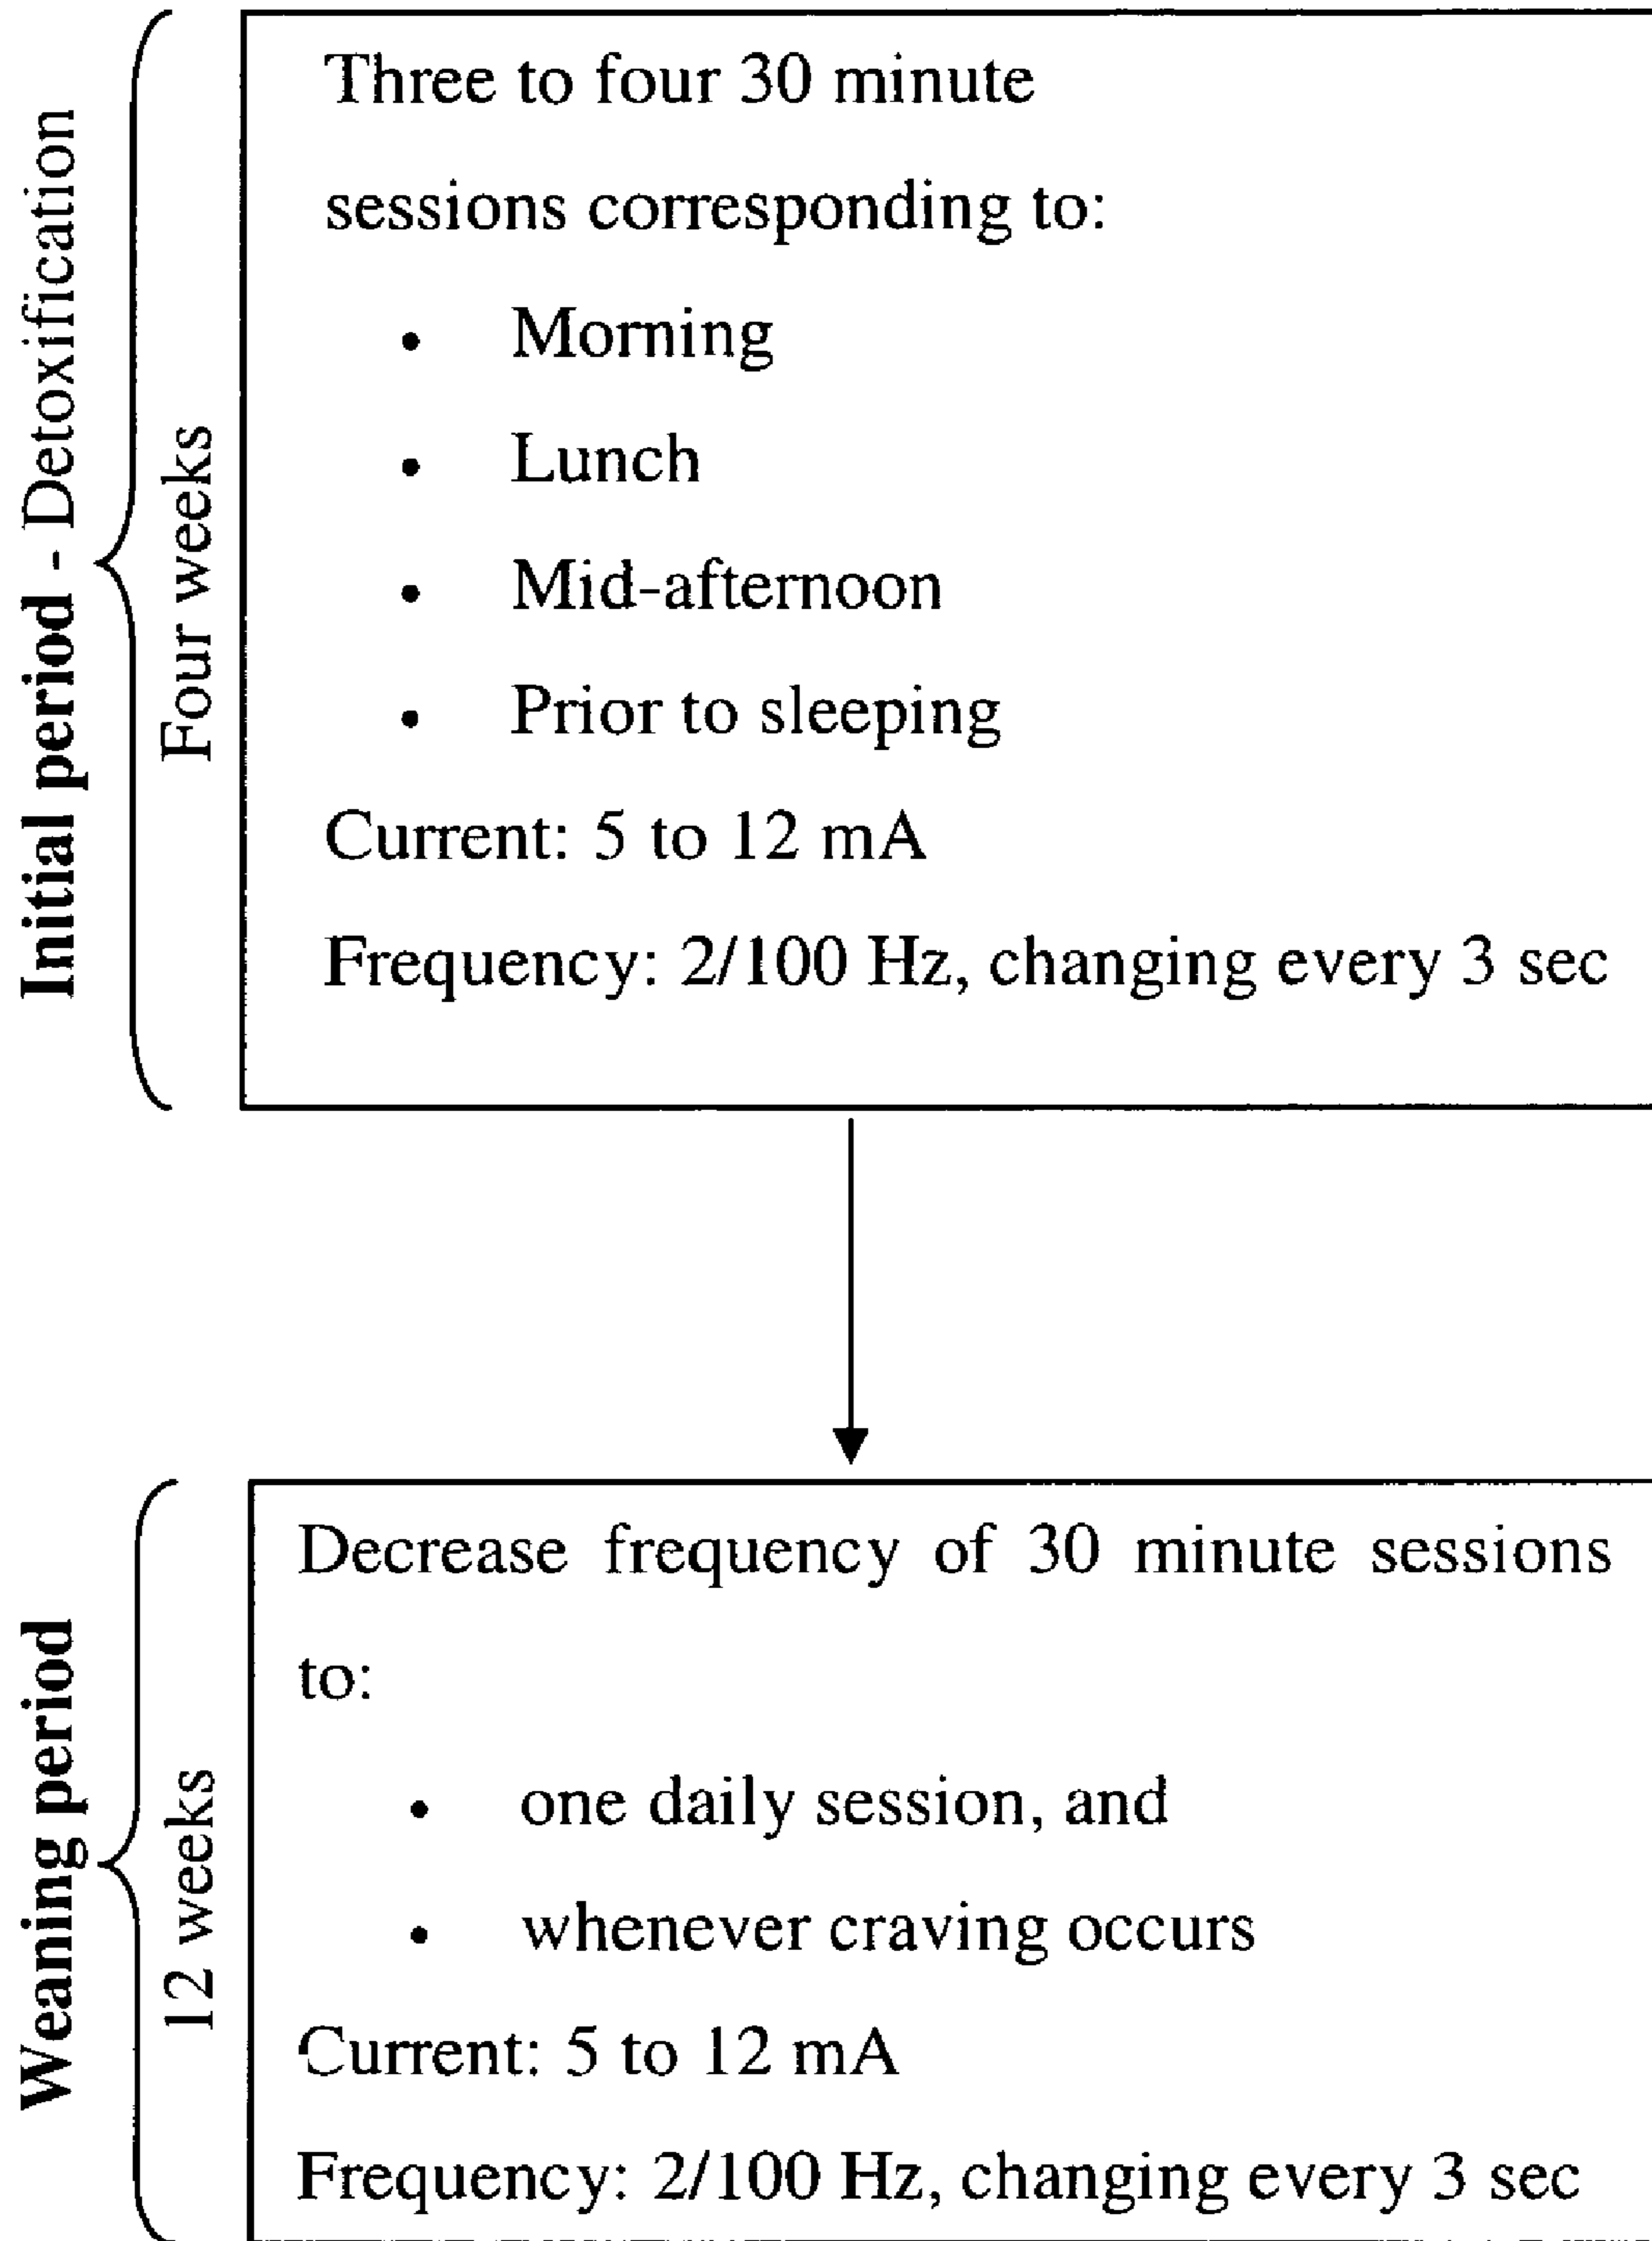 Initial period - Detoxification
Four weeks
Three to four 30 minute
sessions corresponding to:
• Morning
• Lunch
• Mid-afternoon
• Prior to sleeping
Current: 5 to 12 mA
Frequency: 2/100 Hz, changing every 3 sec
Weaning period
12 weeks
Decrease frequency of 30 minute sessions
to:
• one daily session, and
• whenever craving occurs
Current: 5 to 12 mA
Frequency: 2/100 Hz, changing every 3 sec